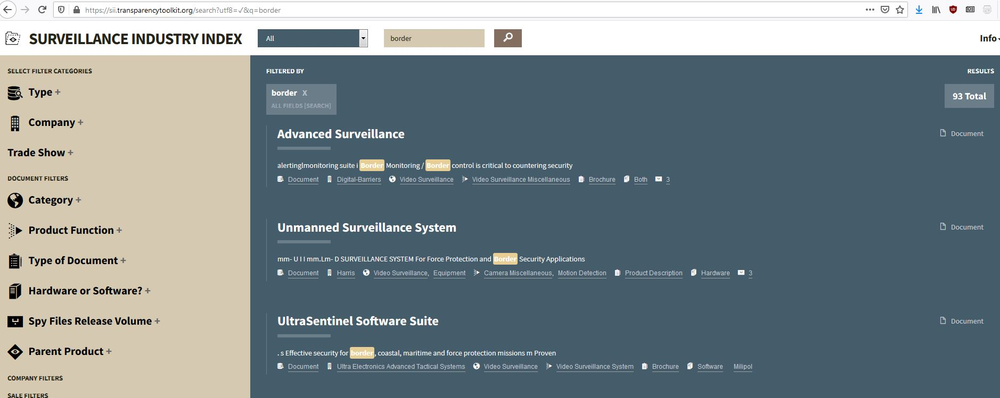 https://sii.transparencytoolkit.org/search?utf8=✓&q=border
SURVEILLANCE INDUSTRY INDEX
All
border
Info
SELECT FILTER CATEGORIES
Type +
Company +
Trade Show +
DOCUMENT FILTERS
Category +
Product Function +
Type of Document +
Hardware or Software? +
Spy Files Release Volume +
Parent Product +
COMPANY FILTERS
SALE FILTERS
FILTERED BY
RESULTS
border X
ALL FIELDS [SEARCH]
93 Total
Advanced Surveillance
Document
alertinglmonitoring suite i Border Monitoring / Border control is critical to countering security
Document Digital-Barriers Video Surveillance Video Surveillance Miscellaneous Brochure Both 3
Unmanned Surveillance System
Document
mm- U I I mm.Lm- D SURVEILLANCE SYSTEM For Force Protection and Border Security Applications
Document Harris Video Surveillance, Equipment Camera Miscellaneous, Motion Detection Product Description Hardware 3
UltraSentinel Software Suite
Document
. s Effective security for border, coastal, maritime and force protection missions m Proven
Document Ultra Electronics Advanced Tactical Systems Video Surveillance Video Surveillance System Brochure Software Milipol